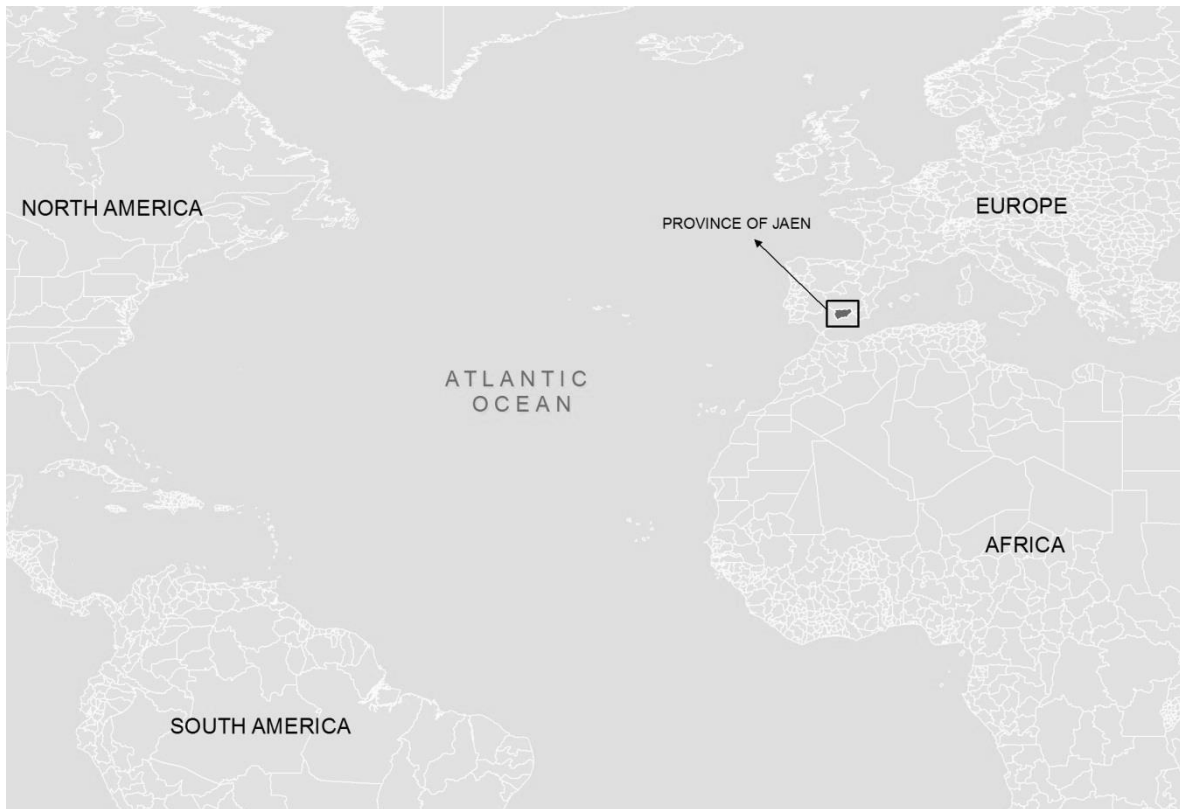 NORTH AMERICA
EUROPE
PROVINCE OF JAEN
ATLANTIC
OCEAN
AFRICA
SOUTH AMERICA